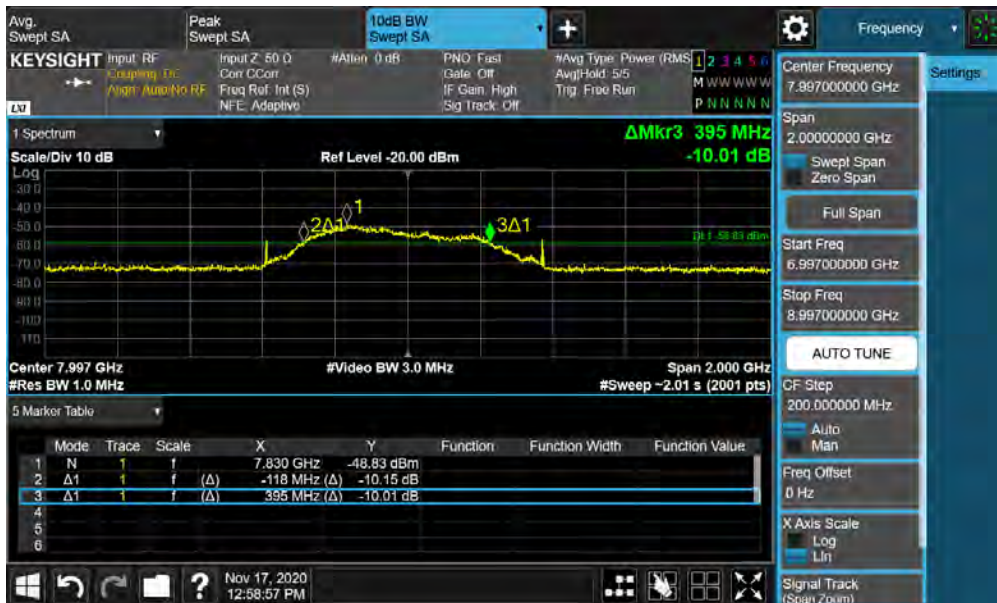 Avg.
Swept SA
Peak
Swept SA
10dB BW
Swept SA
Frequency
KEYSIGHT
Input: RF
Coupling: DC
Align: Auto/No RF
Input Z: 50 Ω
Corr CCorr
Freq Ref: Int (S)
NFE: Adaptive
#Atten: 0 dB
PNO: Fast
Gate: Off
IF Gain: High
Sig Track: Off
#Avg Type: Power (RMS
Avg|Hold: 5/5
Trig: Free Run
1 2 3 4 5 6
M W W W W W
P N N N N N
LXI
Center Frequency
7.997000000 GHz
Settings
1 Spectrum
ΔMkr3 395 MHz
-10.01 dB
Scale/Div 10 dB
Ref Level -20.00 dBm
Log
-30.0
-40.0
-50.0
-60.0
-70.0
-80.0
-90.0
-100
-110
1
2Δ1
3Δ1
DL1 -58.83 dBm
Center 7.997 GHz
#Video BW 3.0 MHz
Span 2.000 GHz
#Res BW 1.0 MHz
#Sweep ~2.01 s (2001 pts)
Span
2.00000000 GHz
Swept Span
Zero Span
Full Span
Start Freq
6.997000000 GHz
Stop Freq
8.997000000 GHz
AUTO TUNE
CF Step
200.000000 MHz
Auto
Man
Freq Offset
0 Hz
X Axis Scale
Log
Lin
Signal Track
(Span Zoom)
5 Marker Table
Mode Trace Scale X Y Function Function Width Function Value
1 N 1 f 7.830 GHz -48.83 dBm
2 Δ1 1 f (Δ) -118 MHz (Δ) -10.15 dB
3 Δ1 1 f (Δ) 395 MHz (Δ) -10.01 dB
4
5
6
?
Nov 17, 2020
12:58:57 PM